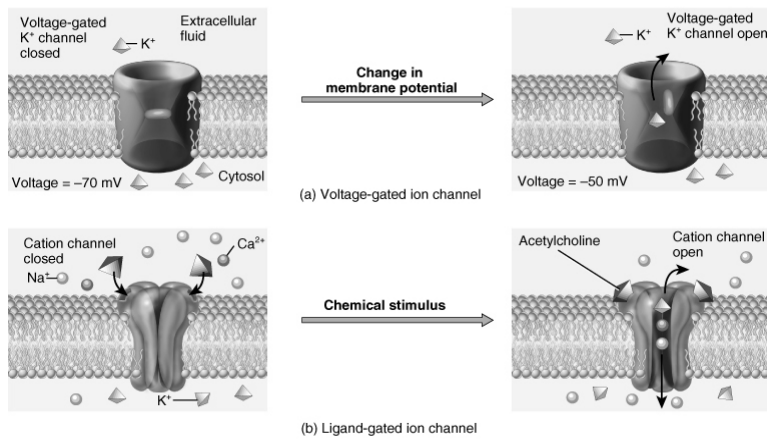 Voltage-gated
K⁺ channel
closed
Extracellular
fluid
K⁺
Voltage = –70 mV
Cytosol
Change in
membrane potential
Voltage-gated
K⁺ channel open
K⁺
Voltage = –50 mV
(a) Voltage-gated ion channel
Cation channel
closed
Ca²⁺
Na⁺
K⁺
Chemical stimulus
Acetylcholine
Cation channel
open
(b) Ligand-gated ion channel